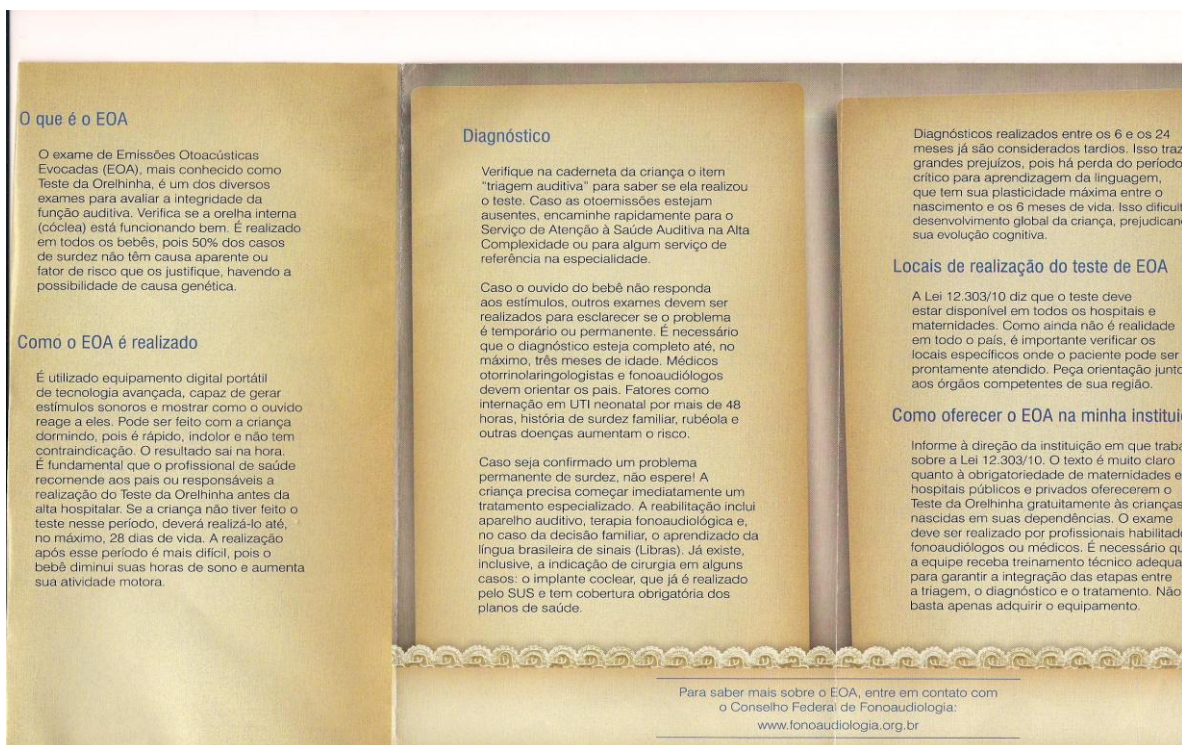 O que é o EOA
O exame de Emissões Otoacústicas
Evocadas (EOA), mais conhecido como
Teste da Orelhinha, é um dos diversos
exames para avaliar a integridade da
função auditiva. Verifica se a orelha interna
(cóclea) está funcionando bem. É realizado
em todos os bebês, pois 50% dos casos
de surdez não têm causa aparente ou
fator de risco que os justifique, havendo a
possibilidade de causa genética.
Como o EOA é realizado
É utilizado equipamento digital portátil
de tecnologia avançada, capaz de gerar
estímulos sonoros e mostrar como o ouvido
reage a eles. Pode ser feito com a criança
dormindo, pois é rápido, indolor e não tem
contraindicação. O resultado sai na hora.
É fundamental que o profissional de saúde
recomende aos pais ou responsáveis a
realização do Teste da Orelhinha antes da
alta hospitalar. Se a criança não tiver feito o
teste nesse período, deverá realizá-lo até,
no máximo, 28 dias de vida. A realização
após esse período é mais difícil, pois o
bebê diminui suas horas de sono e aumenta
sua atividade motora.
Diagnóstico
Verifique na caderneta da criança o item
"triagem auditiva" para saber se ela realizou
o teste. Caso as otoemissões estejam
ausentes, encaminhe rapidamente para o
Serviço de Atenção à Saúde Auditiva na Alta
Complexidade ou para algum serviço de
referência na especialidade.
Caso o ouvido do bebê não responda
aos estímulos, outros exames devem ser
realizados para esclarecer se o problema
é temporário ou permanente. É necessário
que o diagnóstico esteja completo até, no
máximo, três meses de idade. Médicos
otorrinolaringologistas e fonoaudiólogos
devem orientar os pais. Fatores como
internação em UTI neonatal por mais de 48
horas, história de surdez familiar, rubéola e
outras doenças aumentam o risco.
Caso seja confirmado um problema
permanente de surdez, não espere! A
criança precisa começar imediatamente um
tratamento especializado. A reabilitação inclui
aparelho auditivo, terapia fonoaudiológica e,
no caso da decisão familiar, o aprendizado da
língua brasileira de sinais (Libras). Já existe,
inclusive, a indicação de cirurgia em alguns
casos: o implante coclear, que já é realizado
pelo SUS e tem cobertura obrigatória dos
planos de saúde.
Diagnósticos realizados entre os 6 e os 24
meses já são considerados tardios. Isso traz
grandes prejuízos, pois há perda do período
crítico para aprendizagem da linguagem,
que tem sua plasticidade máxima entre o
nascimento e os 6 meses de vida. Isso dificult
desenvolvimento global da criança, prejudican
sua evolução cognitiva.
Locais de realização do teste de EOA
A Lei 12.303/10 diz que o teste deve
estar disponível em todos os hospitais e
maternidades. Como ainda não é realidade
em todo o país, é importante verificar os
locais específicos onde o paciente pode ser
prontamente atendido. Peça orientação junto
aos órgãos competentes de sua região.
Como oferecer o EOA na minha institui
Informe à direção da instituição em que traba
sobre a Lei 12.303/10. O texto é muito claro
quanto à obrigatoriedade de maternidades e
hospitais públicos e privados oferecerem o
Teste da Orelhinha gratuitamente às crianças
nascidas em suas dependências. O exame
deve ser realizado por profissionais habilitado
fonoaudiólogos ou médicos. É necessário qu
a equipe receba treinamento técnico adequa
para garantir a integração das etapas entre
a triagem, o diagnóstico e o tratamento. Não
basta apenas adquirir o equipamento.
Para saber mais sobre o EOA, entre em contato com
o Conselho Federal de Fonoaudiologia:
www.fonoaudiologia.org.br